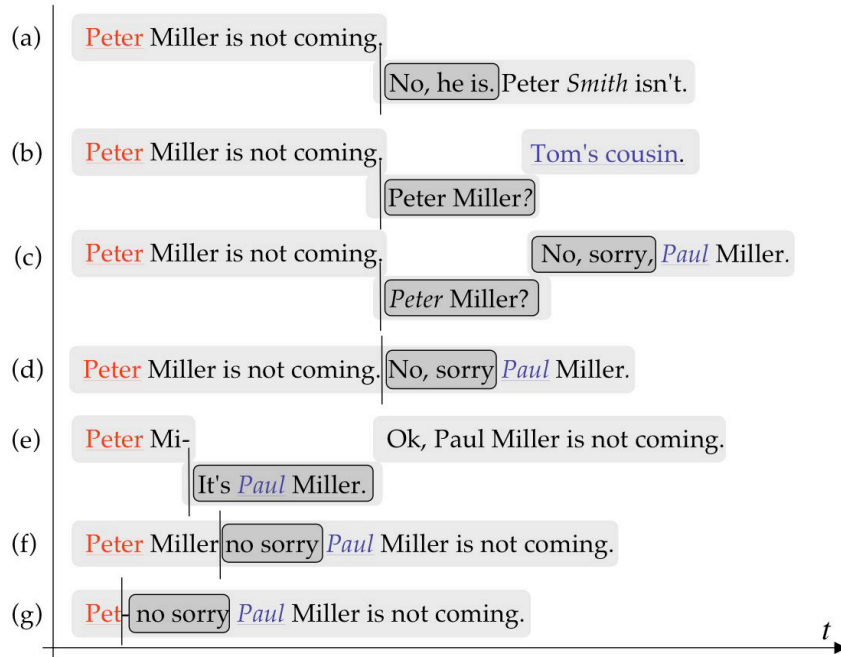 (a) Peter Miller is not coming.
No, he is. Peter Smith isn't.
(b) Peter Miller is not coming. Tom's cousin.
Peter Miller?
(c) Peter Miller is not coming. No, sorry, Paul Miller.
Peter Miller?
(d) Peter Miller is not coming. No, sorry Paul Miller.
(e) Peter Mi- Ok, Paul Miller is not coming.
It's Paul Miller.
(f) Peter Miller no sorry Paul Miller is not coming.
(g) Pet- no sorry Paul Miller is not coming.
t